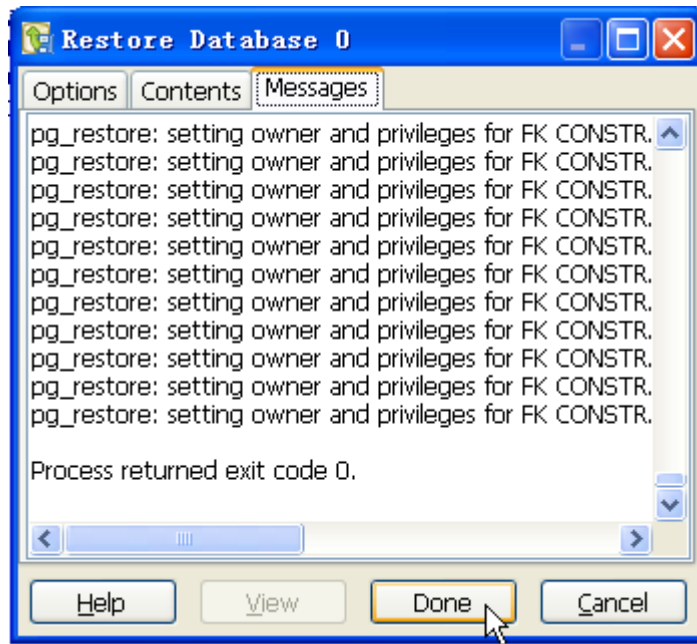 Restore Database 0
Options Contents Messages
pg_restore: setting owner and privileges for FK CONSTR.
pg_restore: setting owner and privileges for FK CONSTR.
pg_restore: setting owner and privileges for FK CONSTR.
pg_restore: setting owner and privileges for FK CONSTR.
pg_restore: setting owner and privileges for FK CONSTR.
pg_restore: setting owner and privileges for FK CONSTR.
pg_restore: setting owner and privileges for FK CONSTR.
pg_restore: setting owner and privileges for FK CONSTR.
pg_restore: setting owner and privileges for FK CONSTR.
pg_restore: setting owner and privileges for FK CONSTR.
pg_restore: setting owner and privileges for FK CONSTR.
Process returned exit code 0.
Help View Done Cancel